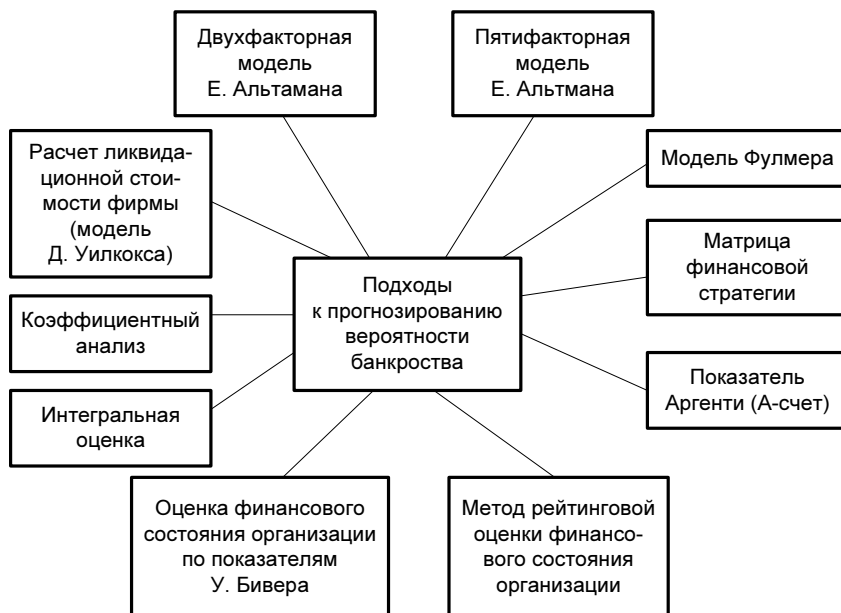 Двухфакторная
модель
Е. Альтамана
Пятифакторная
модель
Е. Альтмана
Расчет ликвида-
ционной стои-
мости фирмы
(модель
Д. Уилкокса)
Модель Фулмера
Матрица
финансовой
стратегии
Подходы
к прогнозированию
вероятности
банкроства
Коэффициентный
анализ
Показатель
Аргенти (А-счет)
Интегральная
оценка
Оценка финансового
состояния организации
по показателям
У. Бивера
Метод рейтинговой
оценки финансо-
вого состояния
организации